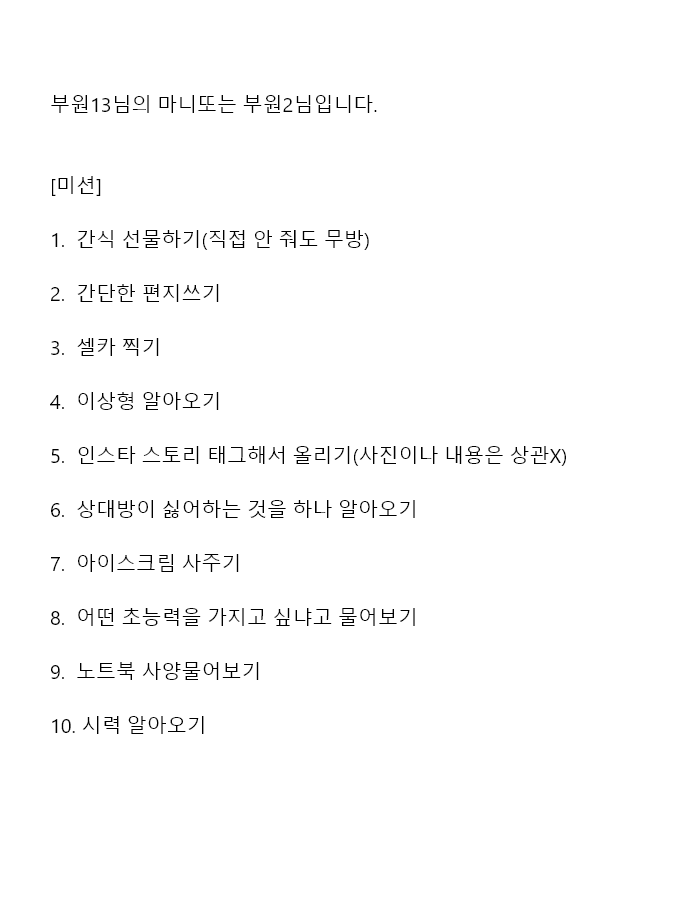 부원13님의 마니또는 부원2님입니다.
[미션]
1. 간식 선물하기(직접 안 줘도 무방)
2. 간단한 편지쓰기
3. 셀카 찍기
4. 이상형 알아오기
5. 인스타 스토리 태그해서 올리기(사진이나 내용은 상관X)
6. 상대방이 싫어하는 것을 하나 알아오기
7. 아이스크림 사주기
8. 어떤 초능력을 가지고 싶냐고 물어보기
9. 노트북 사양물어보기
10. 시력 알아오기